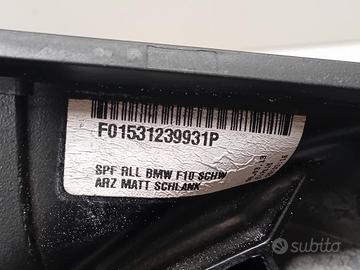 F01531239931P
SPF RLL BMW F10 SCHW
ARZ MATT SCHLANK
subito